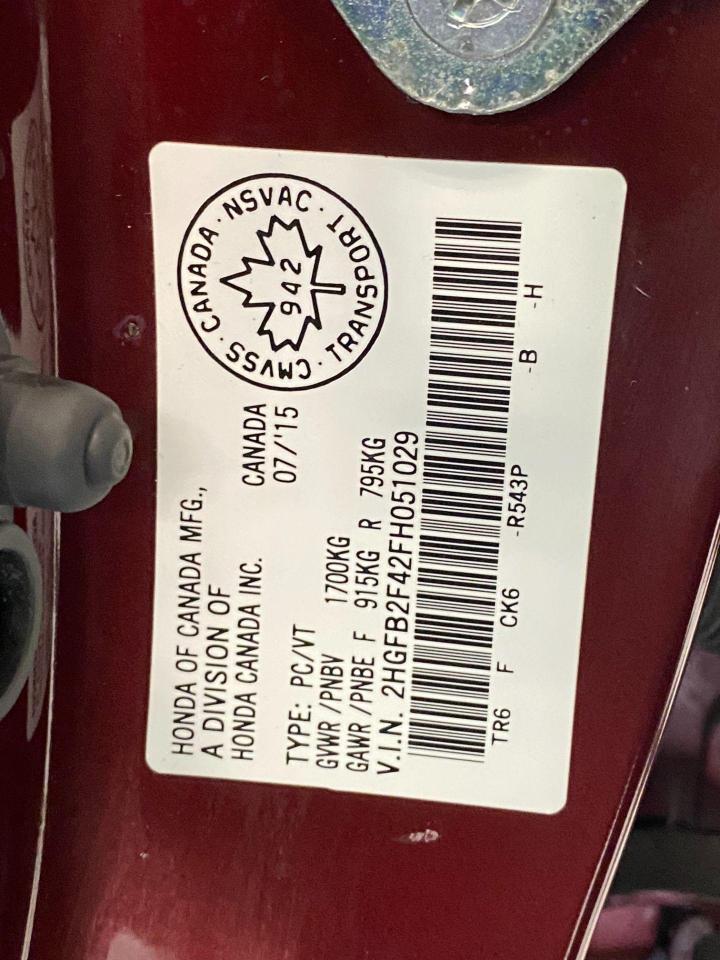 HONDA OF CANADA MFG.,
A DIVISION OF
HONDA CANADA INC.
CANADA
07/'15
TYPE: PC/VT
GVWR/PNBV 1700KG
GAWR/PNBE F 915KG R 795KG
V.I.N. 2HGFB2F42FH051029
TR6 F CK6 -R543P -B -H
CMVSS · CANADA · NSVAC · TRANSPORT ·
942